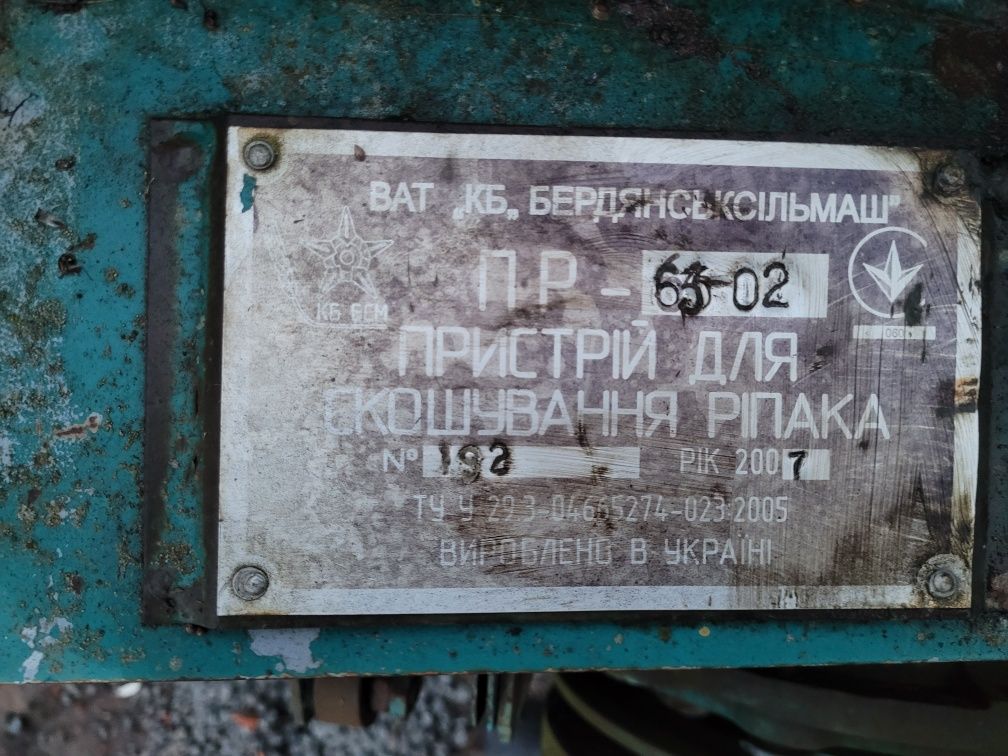 ВАТ „КБ„ БЕРДЯНСЬКСІЛЬМАШ"
КБ БСМ
ПР-63-02
ПРИСТРІЙ ДЛЯ
СКОШУВАННЯ РІПАКА
№ 192 РІК 2007
ТУ У 29.3-04665274-023:2005
ВИРОБЛЕНО В УКРАЇНІ